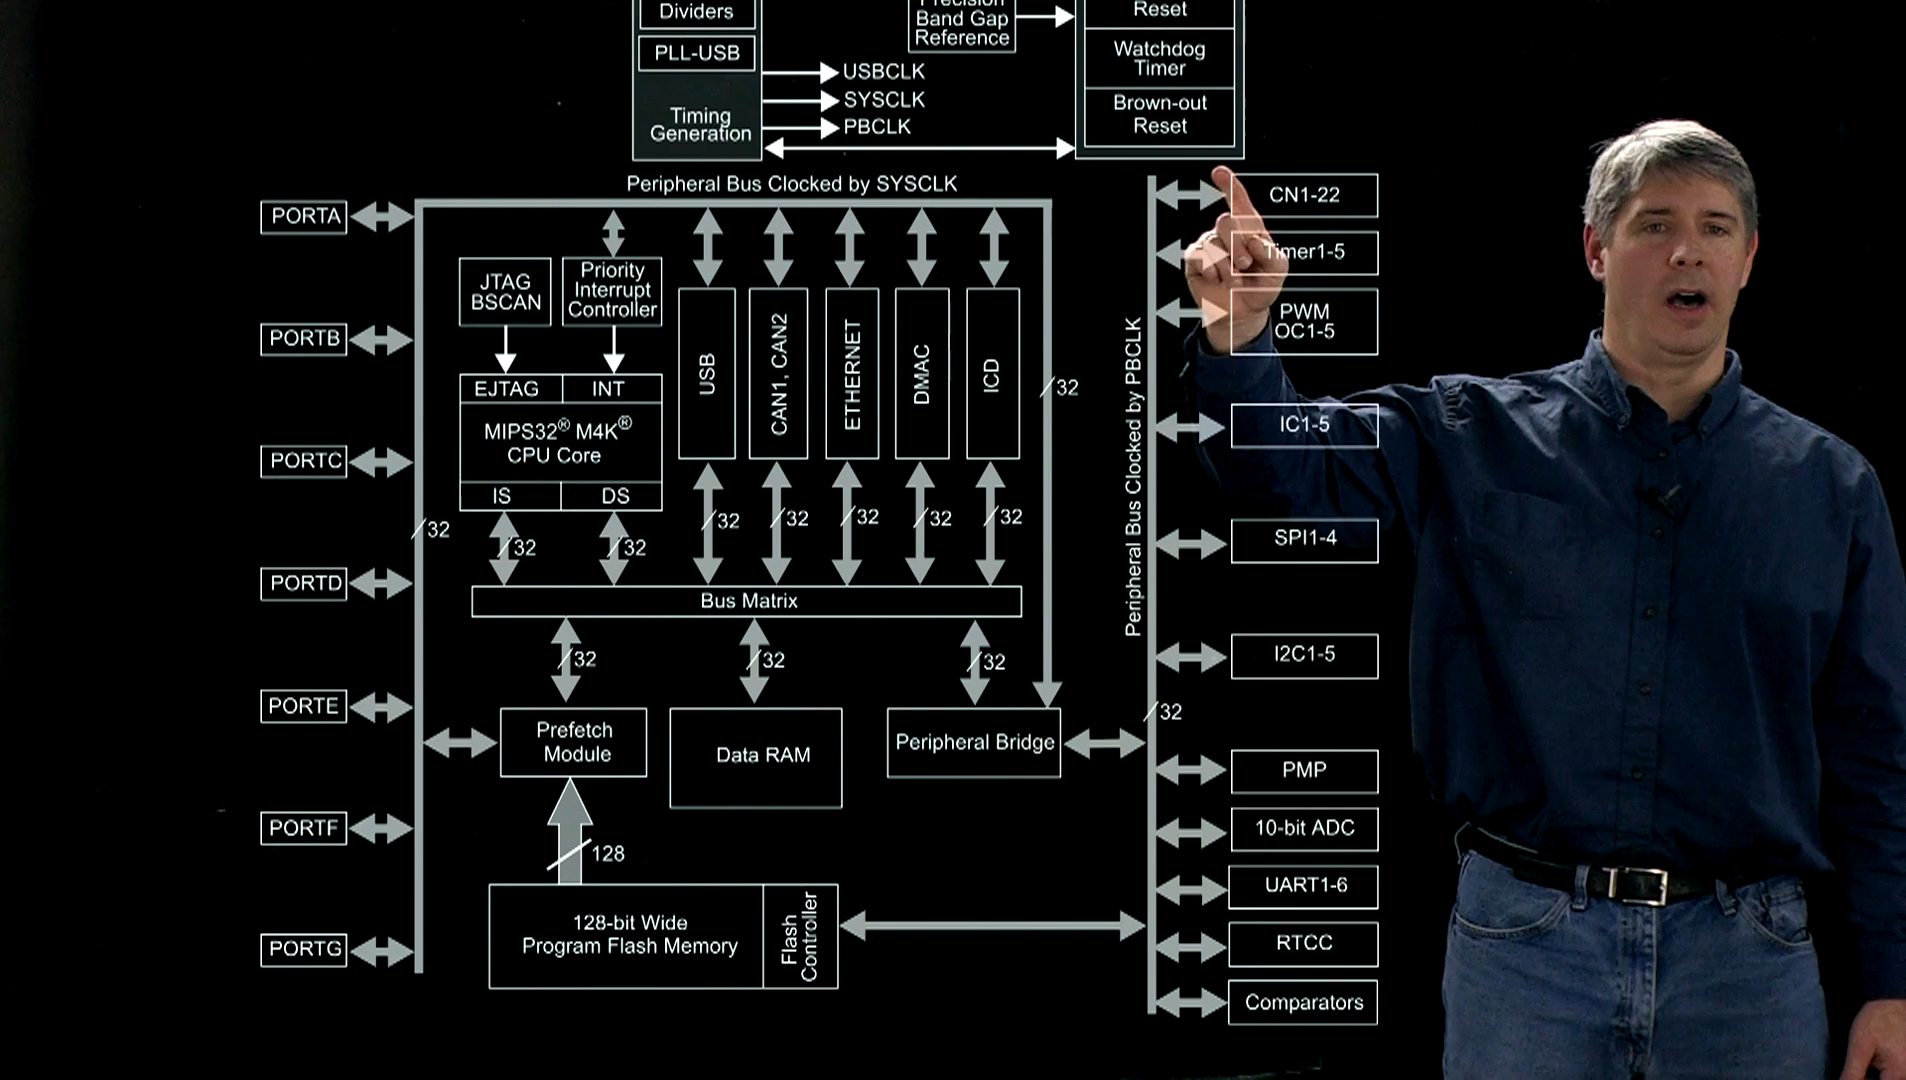 Dividers
PLL-USB
Timing
Generation
USBCLK
SYSCLK
PBCLK
Band Gap
Reference
Reset
Watchdog
Timer
Brown-out
Reset
Peripheral Bus Clocked by SYSCLK
PORTA
PORTB
PORTC
PORTD
PORTE
PORTF
PORTG
/32
JTAG
BSCAN
Priority
Interrupt
Controller
EJTAG
INT
MIPS32® M4K®
CPU Core
IS
DS
USB
CAN1, CAN2
ETHERNET
DMAC
ICD
/32
/32
/32
/32
/32
/32
/32
/32
Bus Matrix
/32
/32
/32
Prefetch
Module
Data RAM
Peripheral Bridge
128
128-bit Wide
Program Flash Memory
Flash
Controller
Peripheral Bus Clocked by PBCLK
/32
CN1-22
Timer1-5
PWM
OC1-5
IC1-5
SPI1-4
I2C1-5
PMP
10-bit ADC
UART1-6
RTCC
Comparators